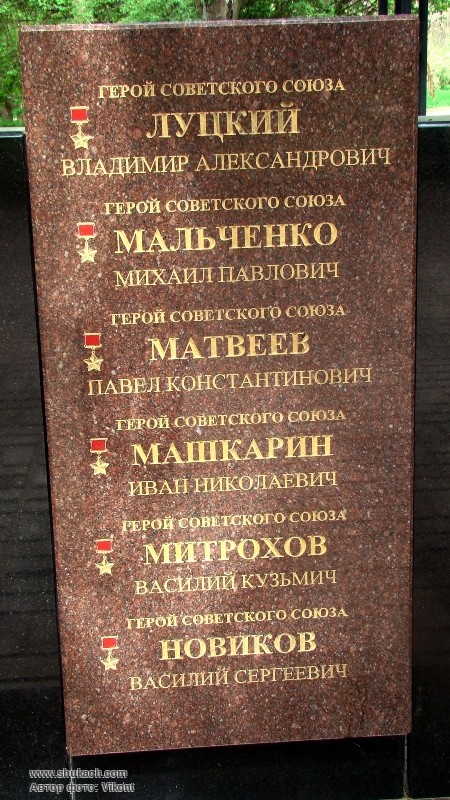 ГЕРОЙ СОВЕТСКОГО СОЮЗА
ЛУЦКИЙ
ВЛАДИМИР АЛЕКСАНДРОВИЧ
ГЕРОЙ СОВЕТСКОГО СОЮЗА
МАЛЬЧЕНКО
МИХАИЛ ПАВЛОВИЧ
ГЕРОЙ СОВЕТСКОГО СОЮЗА
МАТВЕЕВ
ПАВЕЛ КОНСТАНТИНОВИЧ
ГЕРОЙ СОВЕТСКОГО СОЮЗА
МАШКАРИН
ИВАН НИКОЛАЕВИЧ
ГЕРОЙ СОВЕТСКОГО СОЮЗА
МИТРОХОВ
ВАСИЛИЙ КУЗЬМИЧ
ГЕРОЙ СОВЕТСКОГО СОЮЗА
НОВИКОВ
ВАСИЛИЙ СЕРГЕЕВИЧ
www.shukach.com
Автор фото: Vikont